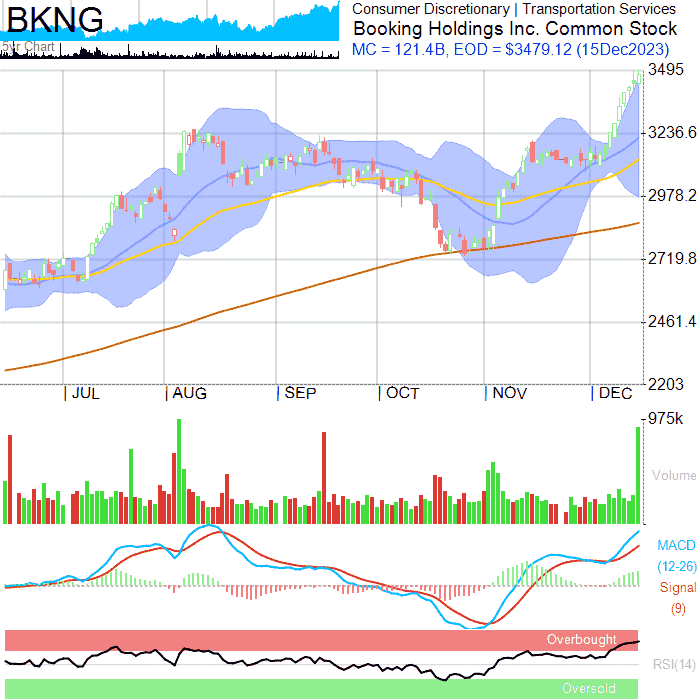 BKNG
5yr Chart
Consumer Discretionary | Transportation Services
Booking Holdings Inc. Common Stock
MC = 121.4B, EOD = $3479.12 (15Dec2023)
3495
3236.6
2978.2
2719.8
2461.4
2203
JUL AUG SEP OCT NOV DEC
975k
Volume
MACD
(12-26)
Signal
(9)
Overbought
RSI(14)
Oversold